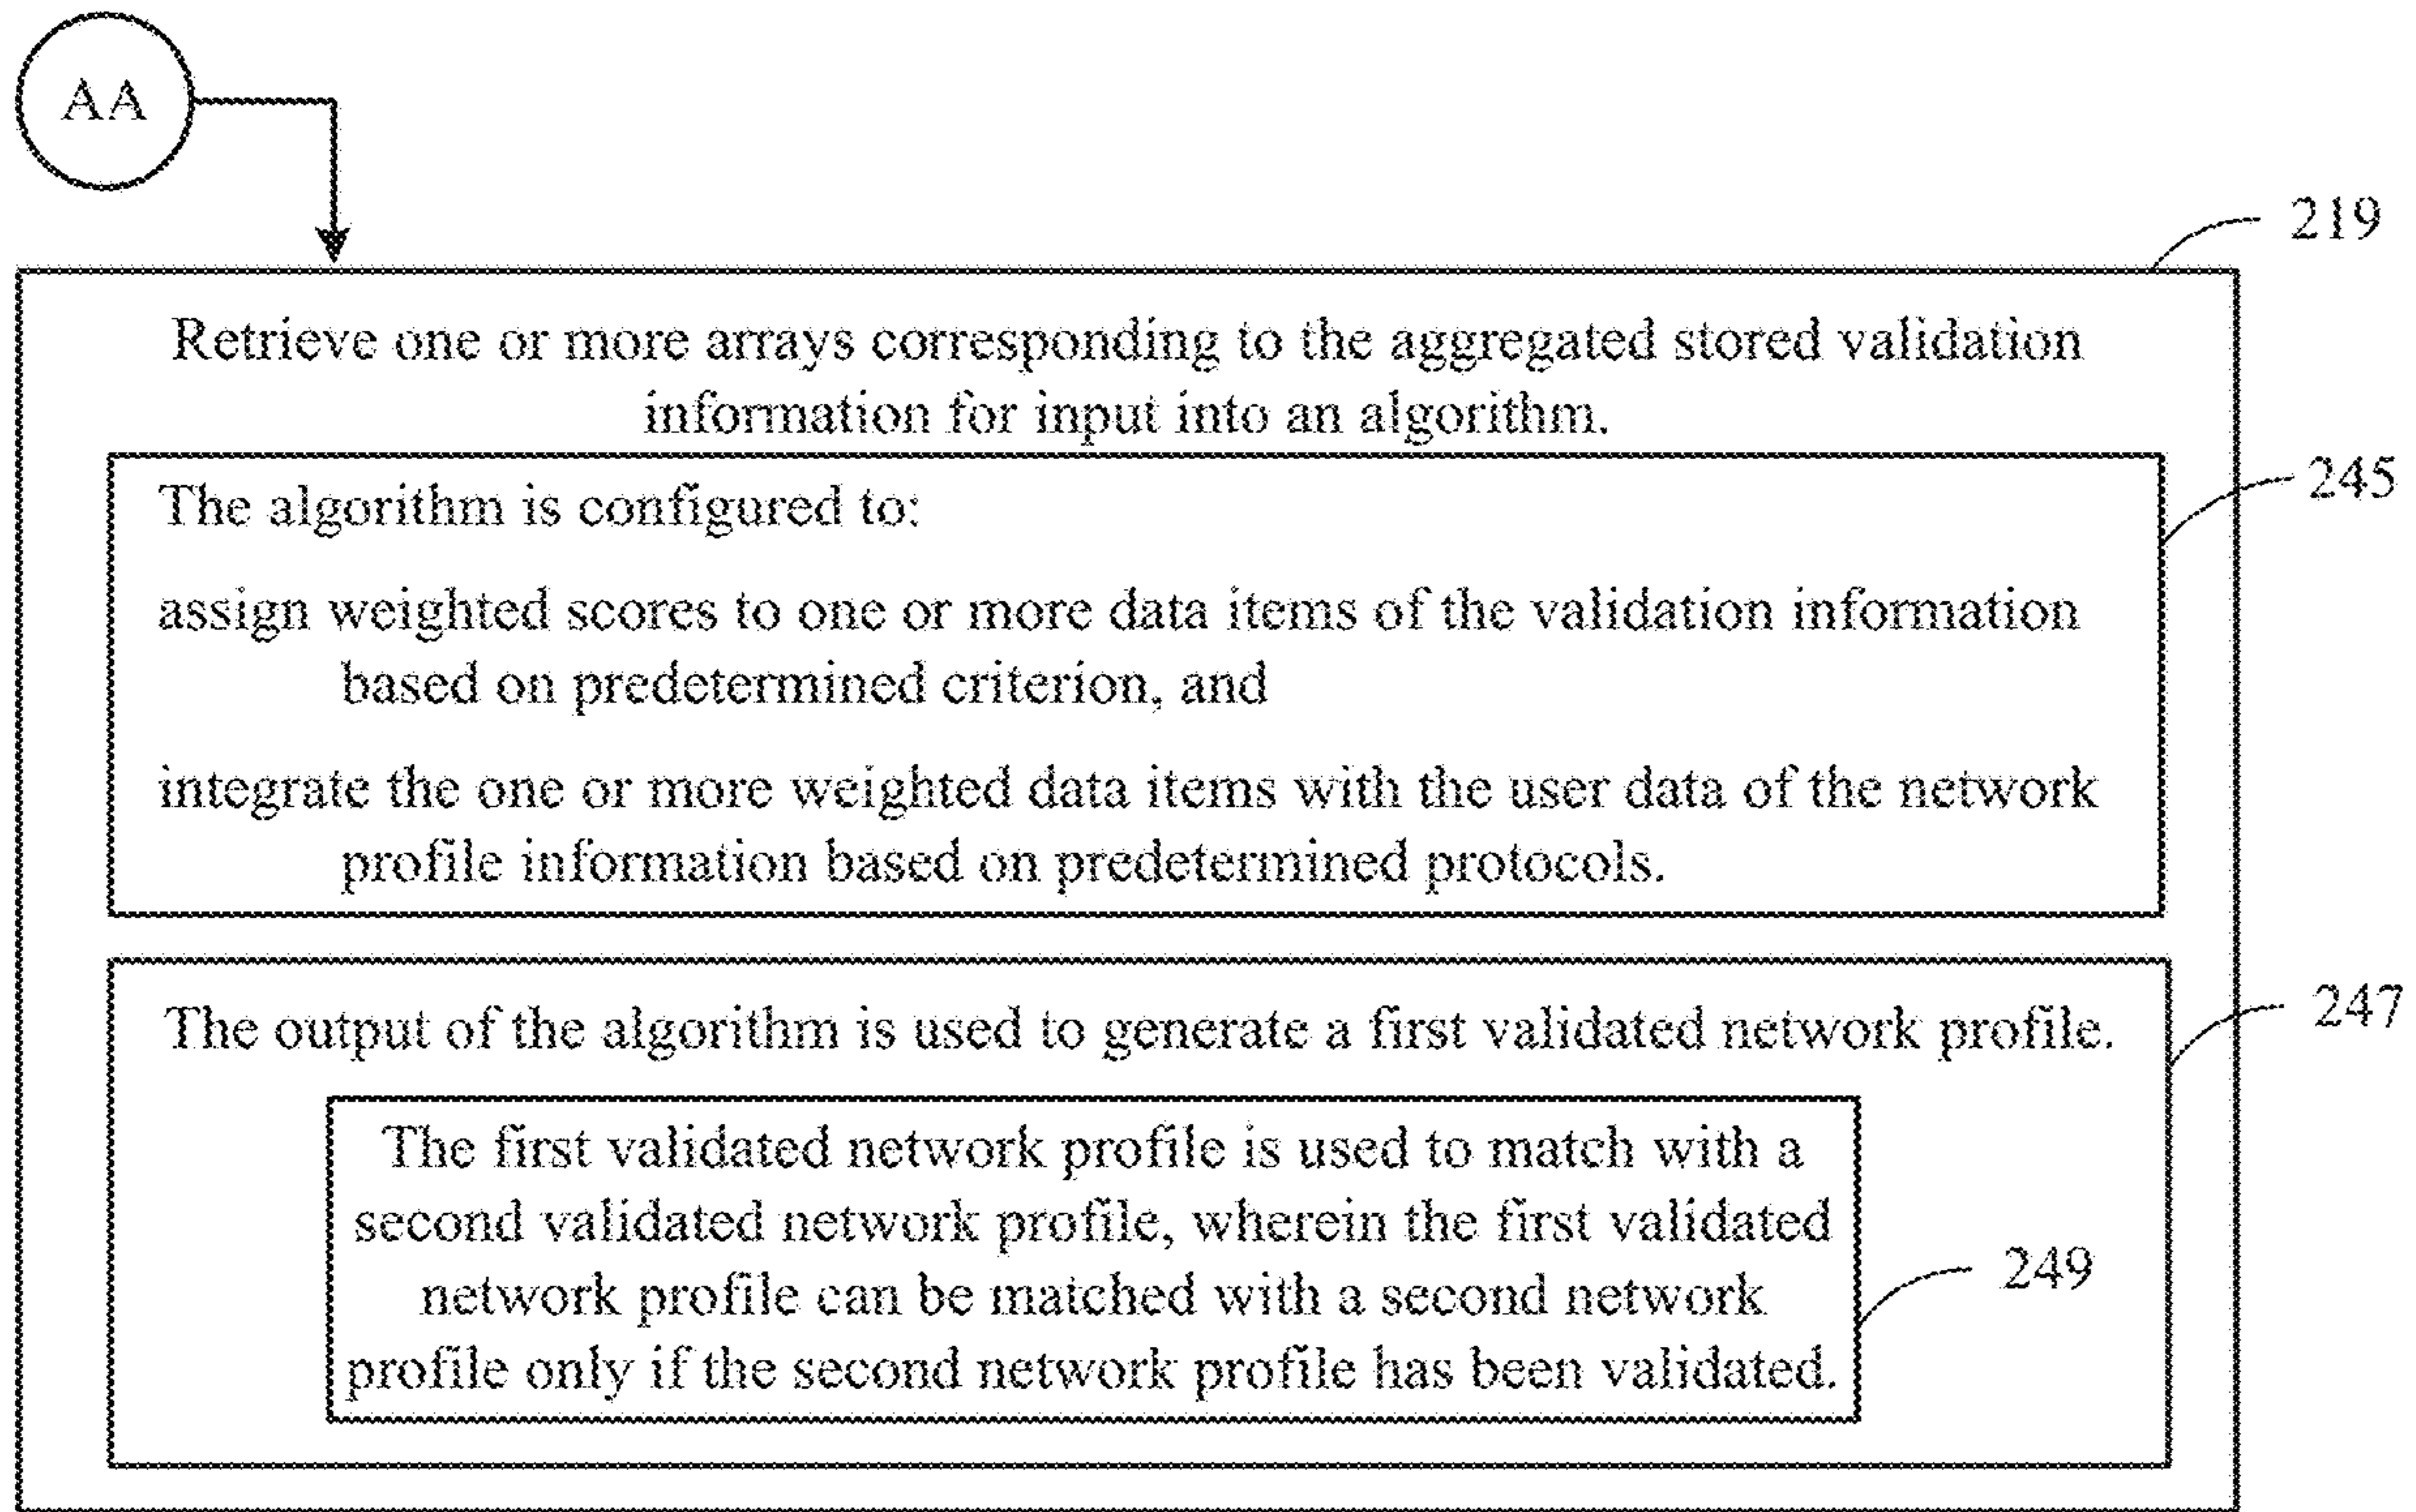 AA
219
Retrieve one or more arrays corresponding to the aggregated stored validation
information for input into an algorithm.
245
The algorithm is configured to:
assign weighted scores to one or more data items of the validation information
based on predetermined criterion, and
integrate the one or more weighted data items with the user data of the network
profile information based on predetermined protocols.
247
The output of the algorithm is used to generate a first validated network profile.
The first validated network profile is used to match with a
second validated network profile, wherein the first validated
network profile can be matched with a second network
profile only if the second network profile has been validated.
249